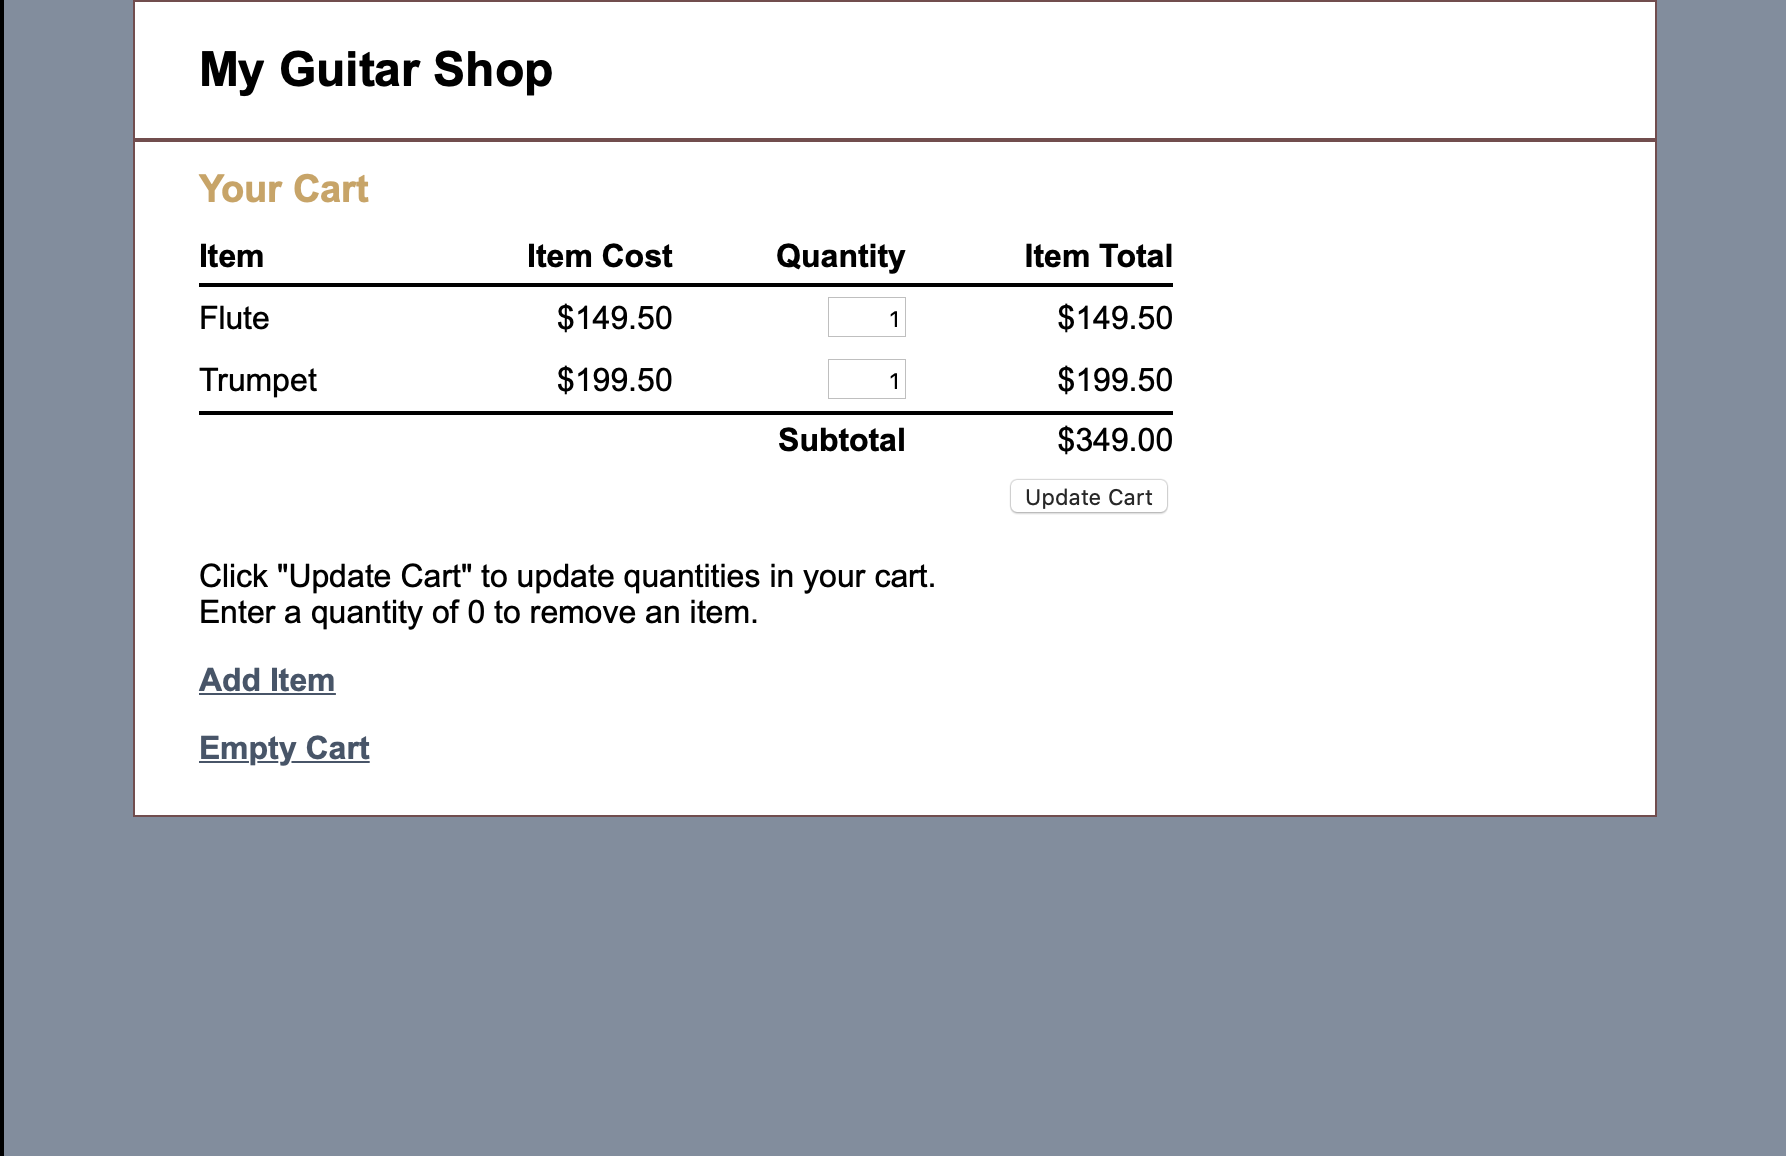 My Guitar Shop
Your Cart
Item Item Cost Quantity Item Total
Flute $149.50 1 $149.50
Trumpet $199.50 1 $199.50
Subtotal $349.00
Update Cart
Click "Update Cart" to update quantities in your cart.
Enter a quantity of 0 to remove an item.
Add Item
Empty Cart